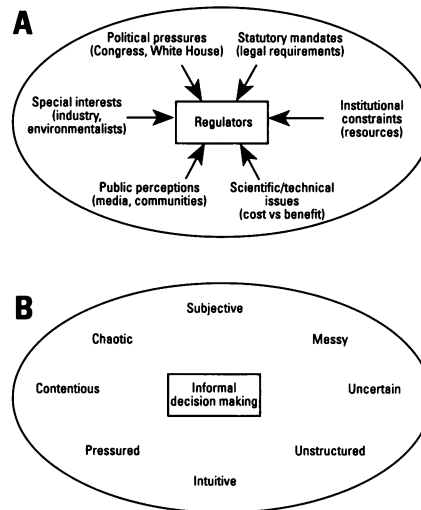 A
Political pressures
(Congress, White House)
Statutory mandates
(legal requirements)
Special interests
(industry,
environmentalists)
Regulators
Institutional
constraints
(resources)
Public perceptions
(media, communities)
Scientific/technical
issues
(cost vs benefit)
B
Subjective
Chaotic
Messy
Contentious
Informal
decision making
Uncertain
Pressured
Unstructured
Intuitive